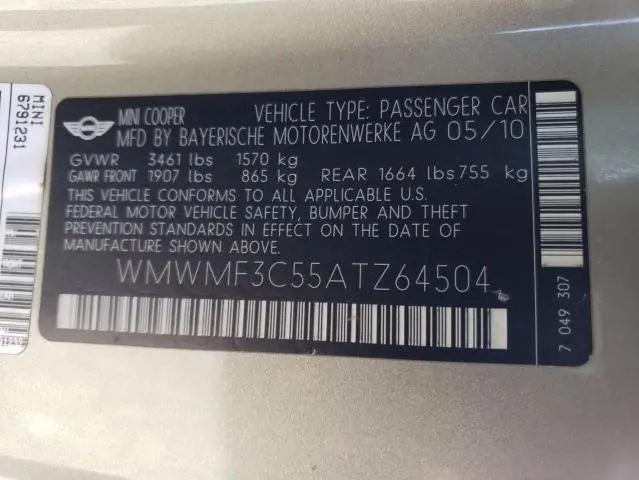 MINI
6791231
MINI COOPER VEHICLE TYPE: PASSENGER CAR
MFD BY BAYERISCHE MOTORENWERKE AG 05/10
GVWR 3461 lbs 1570 kg
GAWR FRONT 1907 lbs 865 kg REAR 1664 lbs 755 kg
THIS VEHICLE CONFORMS TO ALL APPLICABLE U.S.
FEDERAL MOTOR VEHICLE SAFETY, BUMPER AND THEFT
PREVENTION STANDARDS IN EFFECT ON THE DATE OF
MANUFACTURE SHOWN ABOVE.
WMWMF3C55ATZ64504
7 049 307